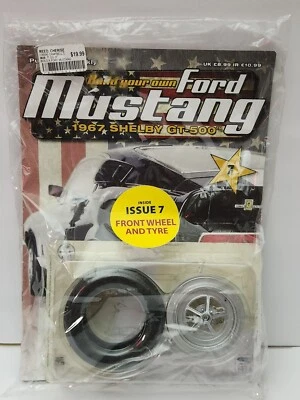 $19.99
UK £8.99 IR £10.99
Build your own Ford
Mustang
1967 SHELBY GT-500
7
INSIDE
ISSUE 7
FRONT WHEEL
AND TYRE